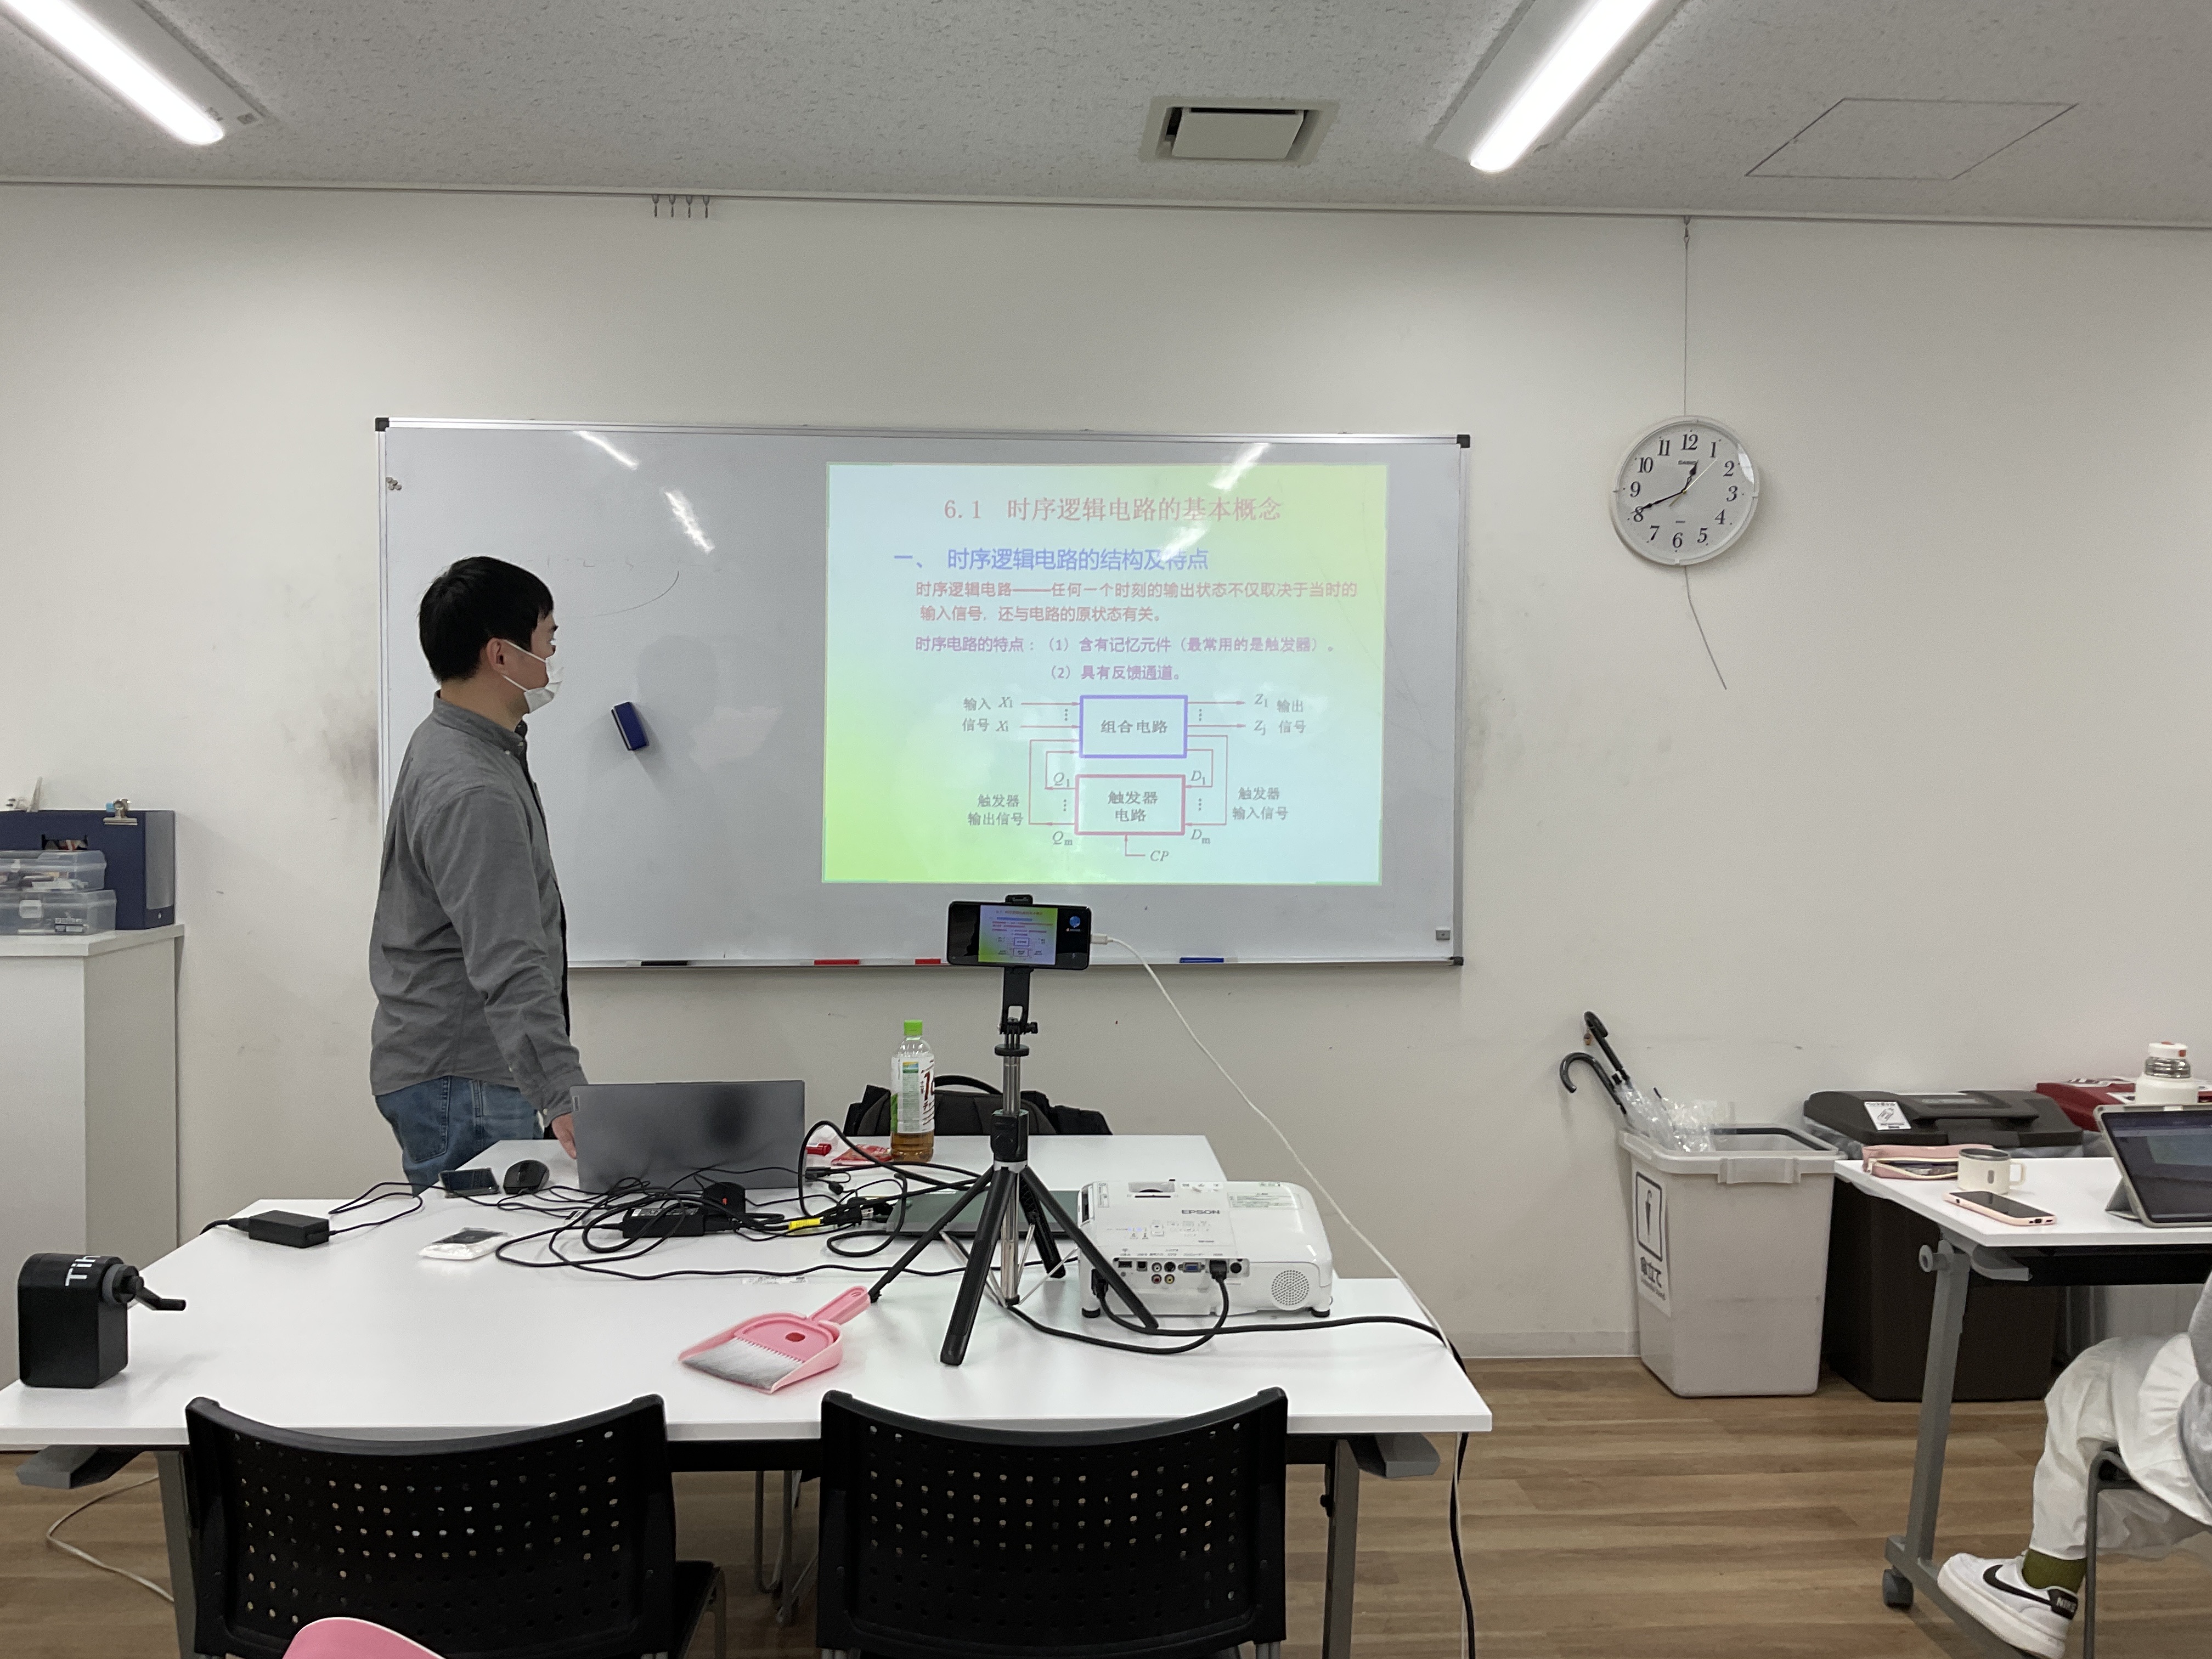 6.1 时序逻辑电路的基本概念
一、 时序逻辑电路的结构及特点
时序逻辑电路——任何一个时刻的输出状态不仅取决于当时的
输入信号，还与电路的原状态有关。
时序电路的特点：（1）含有记忆元件（最常用的是触发器）。
（2）具有反馈通道。
输入 X1
信号 Xi
组合电路
Z1 输出
Zj 信号
Q1
D1
触发器
输出信号
触发器
电路
触发器
输入信号
Qm
Dm
CP
12
1
2
3
4
5
6
7
8
9
10
11
CASIO
EPSON
Tin
傘立て
NIKE